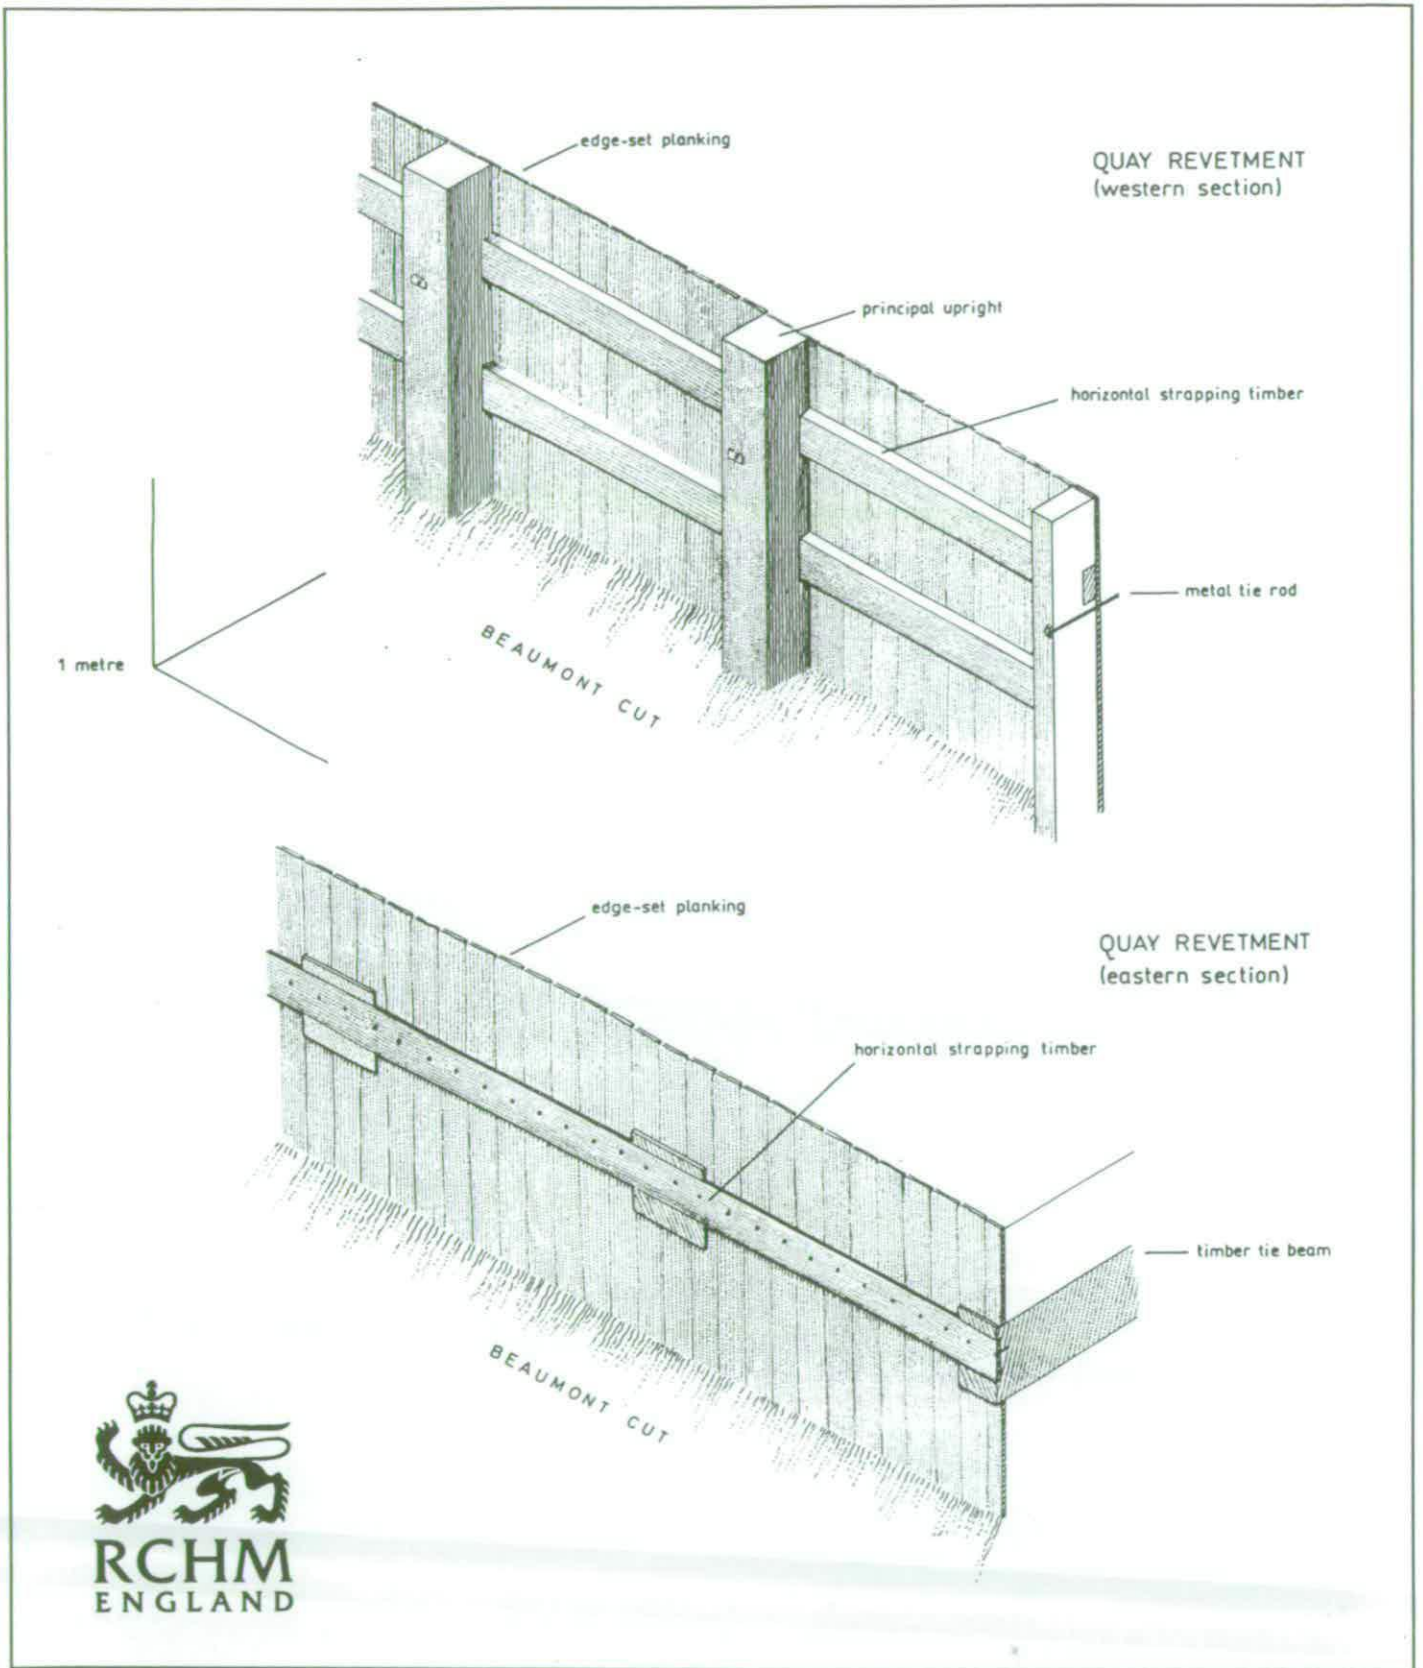 edge-set planking
QUAY REVETMENT
(western section)
principal upright
horizontal strapping timber
metal tie rod
1 metre
BEAUMONT CUT
edge-set planking
QUAY REVETMENT
(eastern section)
horizontal strapping timber
timber tie beam
BEAUMONT CUT
RCHM
ENGLAND